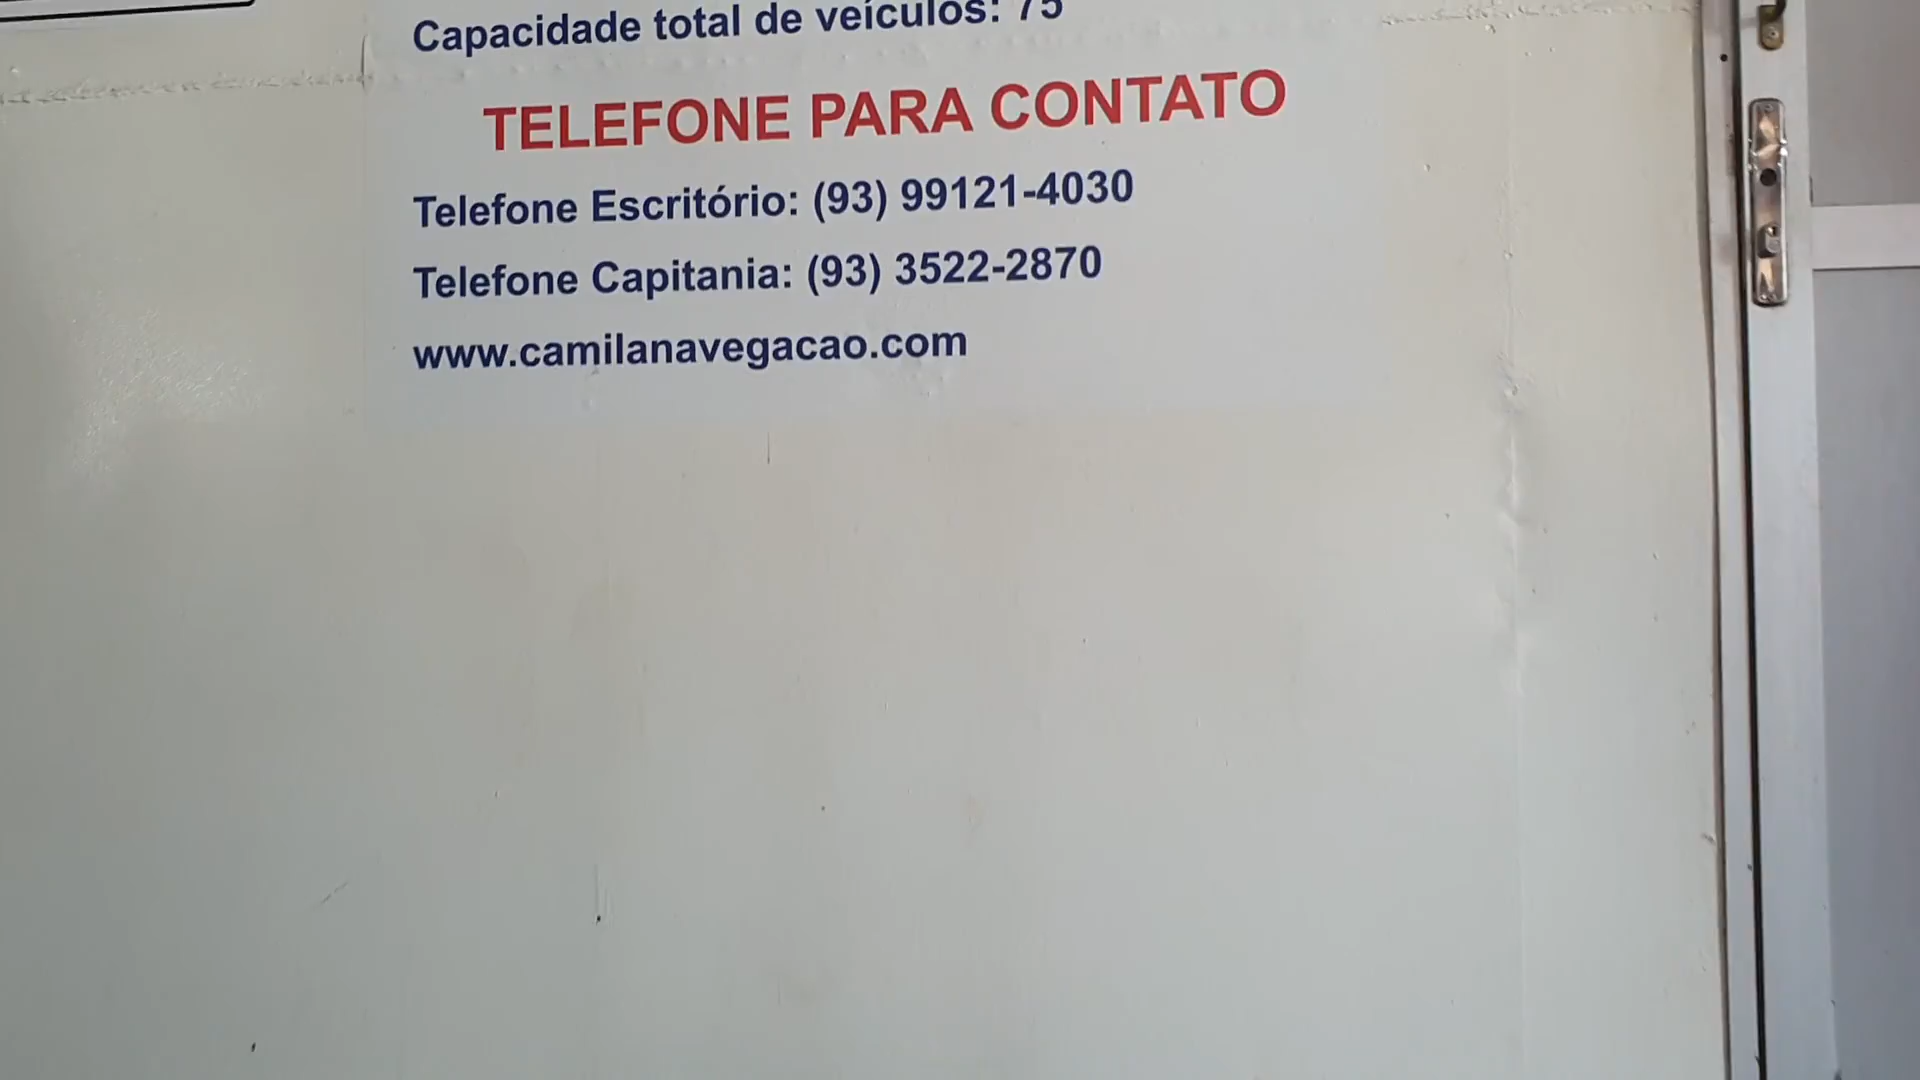 Capacidade total de veículos: 75
TELEFONE PARA CONTATO
Telefone Escritório: (93) 99121-4030
Telefone Capitania: (93) 3522-2870
www.camilanavegacao.com